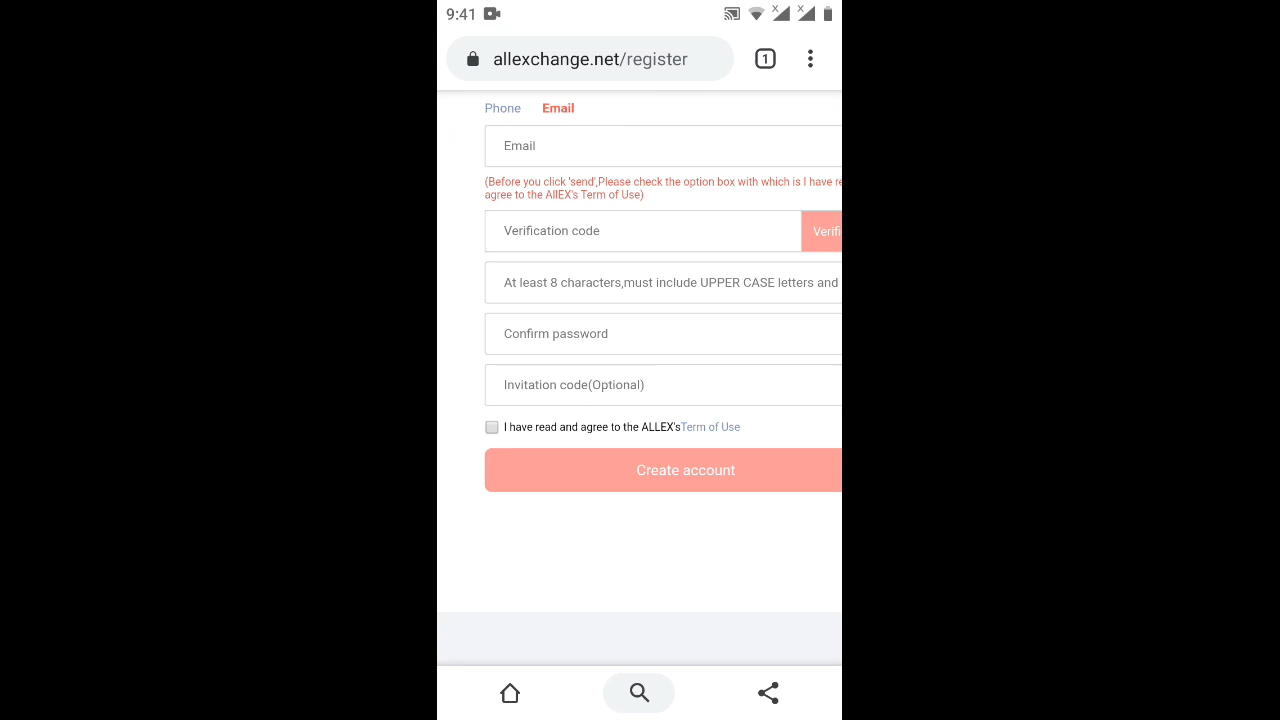 9:41
allexchange.net/register
1
Phone Email
Email
(Before you click 'send',Please check the option box with which is I have re
agree to the AllEX's Term of Use)
Verification code Verifi
At least 8 characters,must include UPPER CASE letters and
Confirm password
Invitation code(Optional)
I have read and agree to the ALLEX'sTerm of Use
Create account